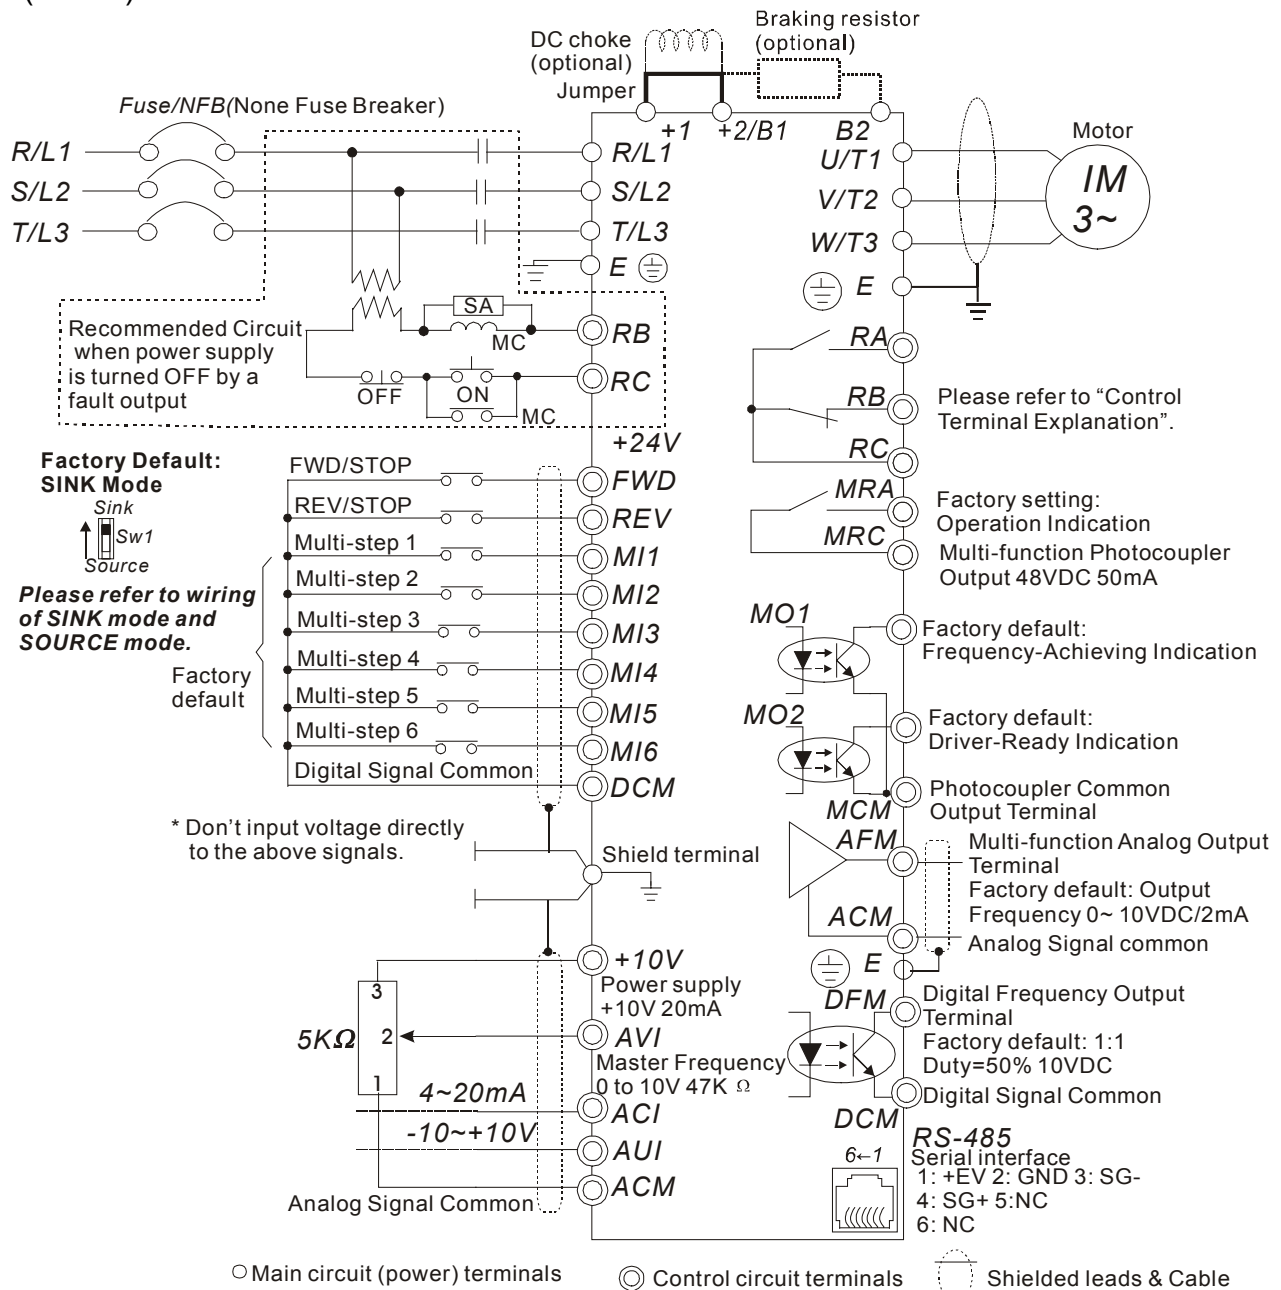 DC choke
(optional)
Jumper
Braking resistor
(optional)
Fuse/NFB(None Fuse Breaker)
+1
+2/B1
B2
Motor
R/L1
R/L1
U/T1
IM
3~
S/L2
S/L2
V/T2
T/L3
T/L3
W/T3
E
E
SA
MC
RB
OFF
ON
MC
RC
Recommended Circuit
when power supply
is turned OFF by a
fault output
RA
RB
RC
Please refer to “Control
Terminal Explanation”.
+24V
Factory Default:
SINK Mode
Sink
Sw1
Source
Please refer to wiring
of SINK mode and
SOURCE mode.
Factory
default
FWD/STOP
FWD
REV/STOP
REV
Multi-step 1
MI1
Multi-step 2
MI2
Multi-step 3
MI3
Multi-step 4
MI4
Multi-step 5
MI5
Multi-step 6
MI6
Digital Signal Common
DCM
MRA
MRC
Factory setting:
Operation Indication
Multi-function Photocoupler
Output 48VDC 50mA
MO1
Factory default:
Frequency-Achieving Indication
MO2
Factory default:
Driver-Ready Indication
MCM
Photocoupler Common
Output Terminal
* Don’t input voltage directly
to the above signals.
Shield terminal
AFM
Multi-function Analog Output
Terminal
Factory default: Output
Frequency 0~ 10VDC/2mA
ACM
Analog Signal common
E
+10V
Power supply
+10V 20mA
3
5KΩ
2
1
AVI
Master Frequency
0 to 10V 47K Ω
4~20mA
ACI
-10~+10V
AUI
ACM
Analog Signal Common
DFM
Digital Frequency Output
Terminal
Factory default: 1:1
Duty=50% 10VDC
DCM
Digital Signal Common
RS-485
Serial interface
6←1
1: +EV 2: GND 3: SG-
4: SG+ 5:NC
6: NC
Main circuit (power) terminals
Control circuit terminals
Shielded leads & Cable